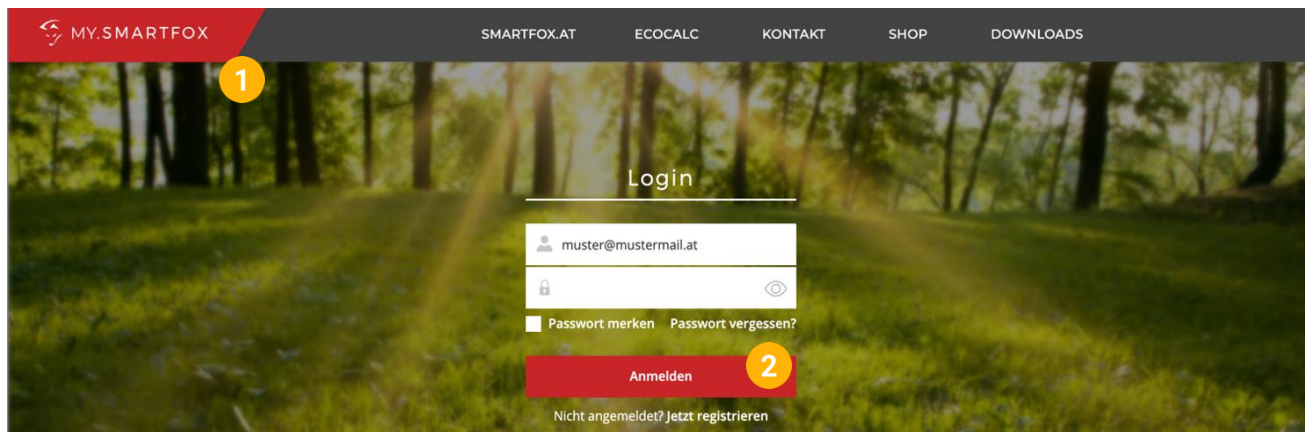 MY.SMARTFOX SMARTFOX.AT ECOCALC KONTAKT SHOP DOWNLOADS
1
Login
muster@mustermail.at
Passwort merken Passwort vergessen?
Anmelden 2
Nicht angemeldet? Jetzt registrieren